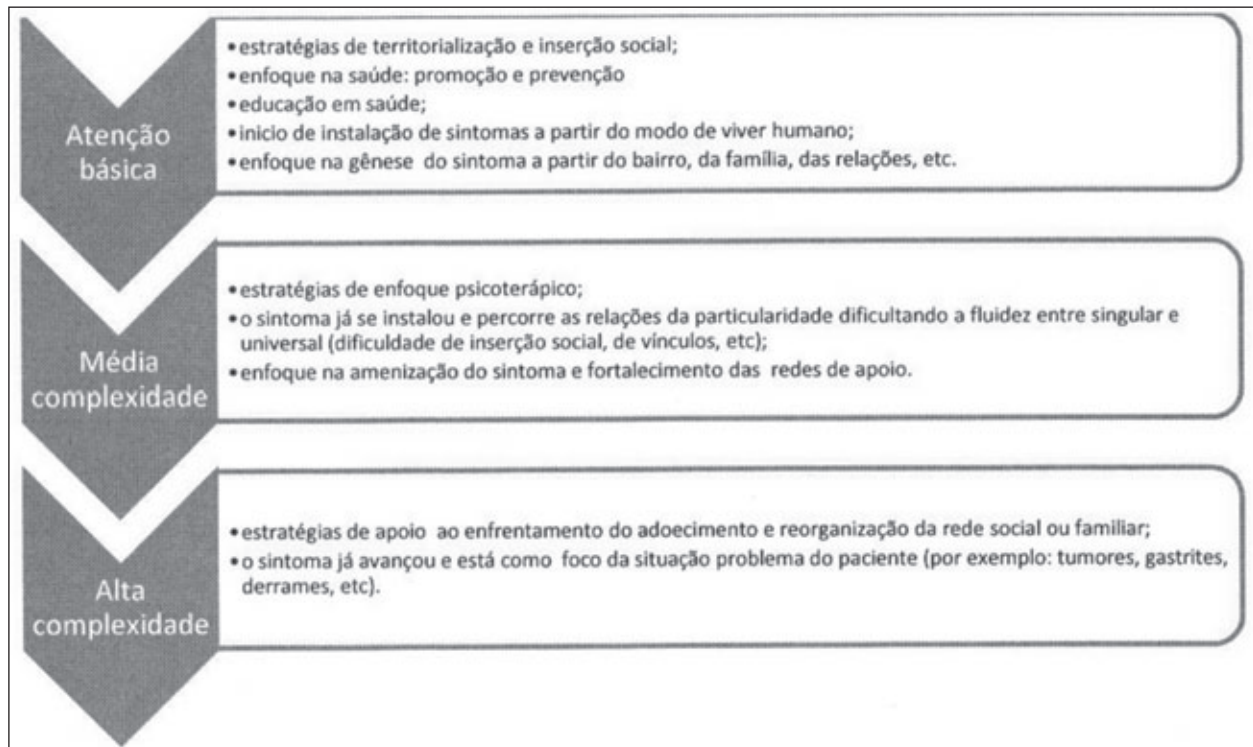 Atenção
básica
•estratégias de territorialização e inserção social;
•enfoque na saúde: promoção e prevenção
•educação em saúde;
•inicio de instalação de sintomas a partir do modo de viver humano;
•enfoque na gênese do sintoma a partir do bairro, da família, das relações, etc.
Média
complexidade
•estratégias de enfoque psicoterápico;
•o sintoma já se instalou e percorre as relações da particularidade dificultando a fluidez entre singular e
universal (dificuldade de inserção social, de vínculos, etc);
•enfoque na amenização do sintoma e fortalecimento das redes de apoio.
Alta
complexidade
•estratégias de apoio ao enfrentamento do adoecimento e reorganização da rede social ou familiar;
•o sintoma já avançou e está como foco da situação problema do paciente (por exemplo: tumores, gastrites,
derrames, etc).